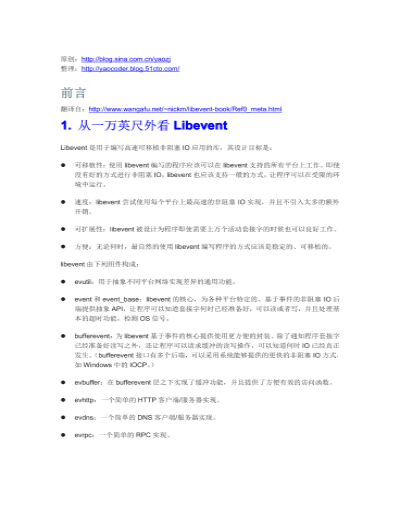 原创：http://blog.sina.com.cn/yaozj
整理：http://yaocoder.blog.51cto.com/
前言
翻译自：http://www.wangafu.net/~nickm/libevent-book/Ref0_meta.html
1. 从一万英尺外看 Libevent
Libevent 是用于编写高速可移植非阻塞 IO 应用的库，其设计目标是：
● 可移植性：使用 libevent 编写的程序应该可以在 libevent 支持的所有平台上工作。即使
没有好的方式进行非阻塞 IO，libevent 也应该支持一般的方式，让程序可以在受限的环
境中运行。
● 速度：libevent 尝试使用每个平台上最高速的非阻塞 IO 实现，并且不引入太多的额外
开销。
● 可扩展性：libevent 被设计为程序即使需要上万个活动套接字的时候也可以良好工作。
● 方便：无论何时，最自然的使用 libevent 编写程序的方式应该是稳定的、可移植的。
libevent 由下列组件构成：
● evutil：用于抽象不同平台网络实现差异的通用功能。
● event 和 event_base：libevent 的核心，为各种平台特定的、基于事件的非阻塞 IO 后
端提供抽象 API，让程序可以知道套接字何时已经准备好，可以读或者写，并且处理基
本的超时功能，检测 OS 信号。
● bufferevent：为 libevent 基于事件的核心提供使用更方便的封装。除了通知程序套接字
已经准备好读写之外，还让程序可以请求缓冲的读写操作，可以知道何时 IO 已经真正
发生。（bufferevent 接口有多个后端，可以采用系统能够提供的更快的非阻塞 IO 方式，
如 Windows 中的 IOCP。）
● evbuffer：在 bufferevent 层之下实现了缓冲功能，并且提供了方便有效的访问函数。
● evhttp：一个简单的 HTTP 客户端/服务器实现。
● evdns：一个简单的 DNS 客户端/服务器实现。
● evrpc：一个简单的 RPC 实现。